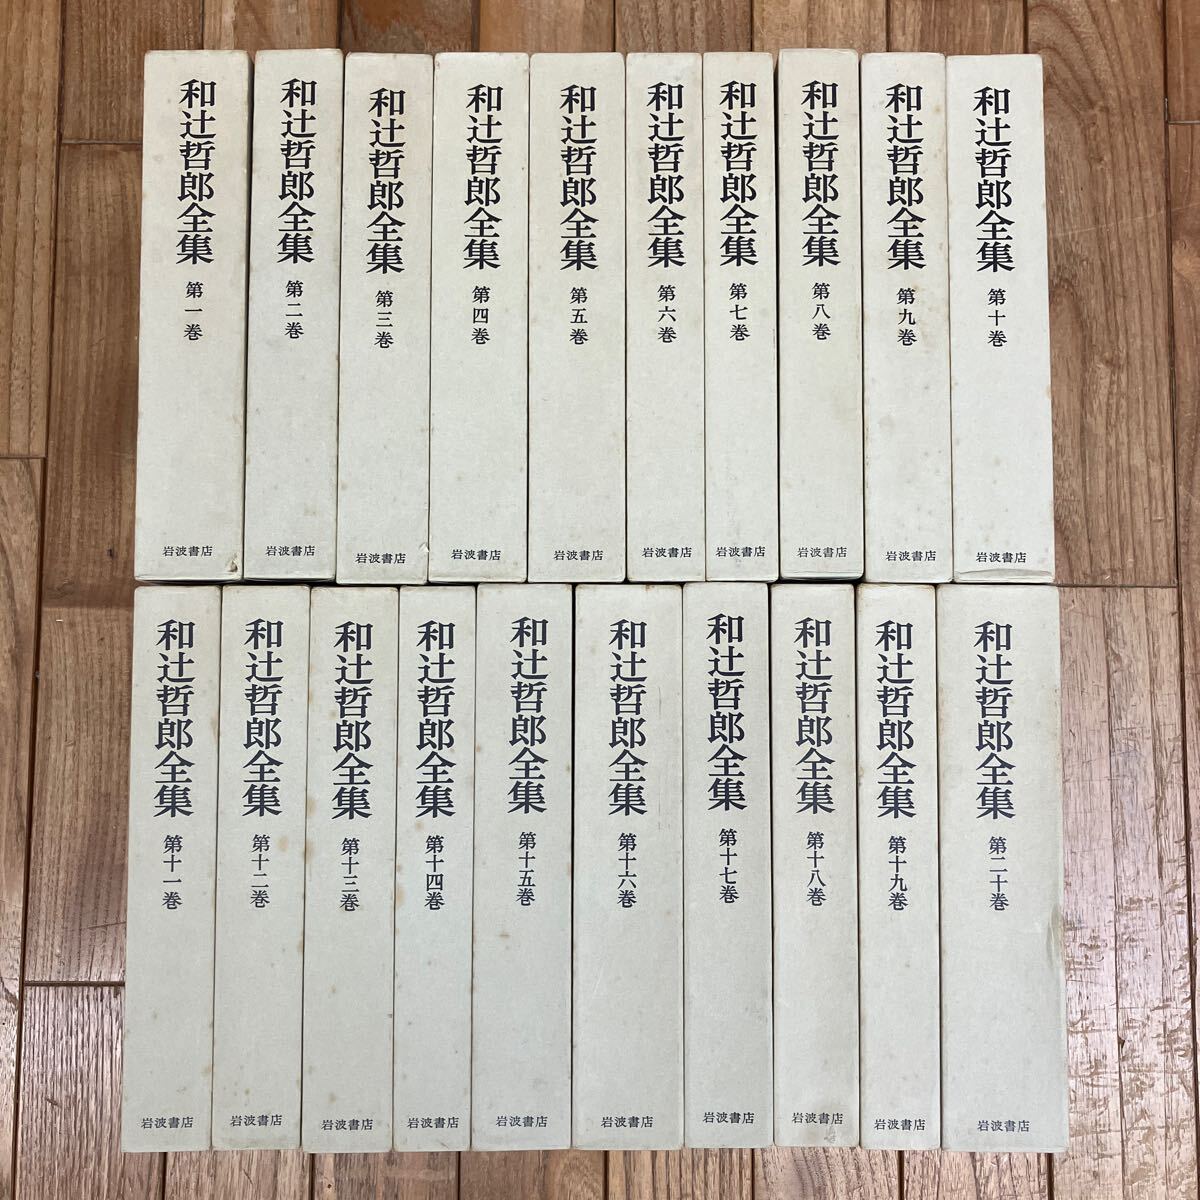 和辻哲郎全集 第一巻 岩波書店
和辻哲郎全集 第二巻 岩波書店
和辻哲郎全集 第三巻 岩波書店
和辻哲郎全集 第四巻 岩波書店
和辻哲郎全集 第五巻 岩波書店
和辻哲郎全集 第六巻 岩波書店
和辻哲郎全集 第七巻 岩波書店
和辻哲郎全集 第八巻 岩波書店
和辻哲郎全集 第九巻 岩波書店
和辻哲郎全集 第十巻 岩波書店
和辻哲郎全集 第十一巻 岩波書店
和辻哲郎全集 第十二巻 岩波書店
和辻哲郎全集 第十三巻 岩波書店
和辻哲郎全集 第十四巻 岩波書店
和辻哲郎全集 第十五巻 岩波書店
和辻哲郎全集 第十六巻 岩波書店
和辻哲郎全集 第十七巻 岩波書店
和辻哲郎全集 第十八巻 岩波書店
和辻哲郎全集 第十九巻 岩波書店
和辻哲郎全集 第二十巻 岩波書店